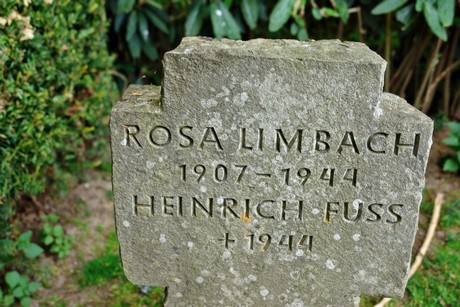 ROSA LIMBACH
1907-1944
HEINRICH FUSS
+ 1944